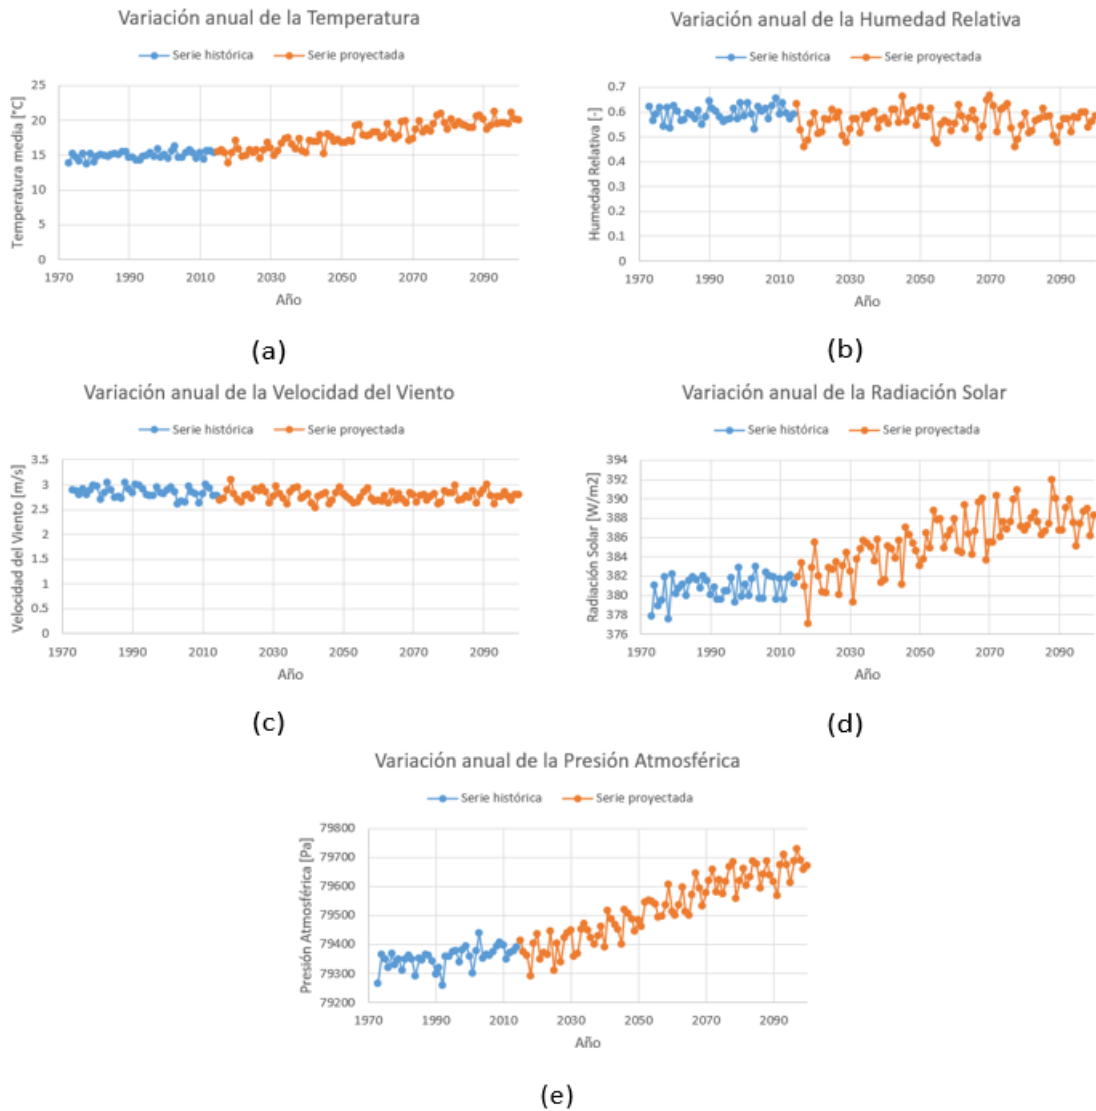 Variación anual de la Temperatura
Serie histórica Serie proyectada
Temperatura media [°C]
25
20
15
10
5
0
1970 1990 2010 2030 2050 2070 2090
Año
(a)
Variación anual de la Humedad Relativa
Serie histórica Serie proyectada
Humedad Relativa [-]
0.7
0.6
0.5
0.4
0.3
0.2
0.1
0
1970 1990 2010 2030 2050 2070 2090
Año
(b)
Variación anual de la Velocidad del Viento
Serie histórica Serie proyectada
Velocidad del Viento [m/s]
3.5
3
2.5
2
1.5
1
0.5
0
1970 1990 2010 2030 2050 2070 2090
Año
(c)
Variación anual de la Radiación Solar
Serie histórica Serie proyectada
Radiación Solar [W/m2]
394
392
390
388
386
384
382
380
378
376
1970 1990 2010 2030 2050 2070 2090
Año
(d)
Variación anual de la Presión Atmosférica
Serie histórica Serie proyectada
Presión Atmosférica [Pa]
79800
79700
79600
79500
79400
79300
79200
1970 1990 2010 2030 2050 2070 2090
Año
(e)